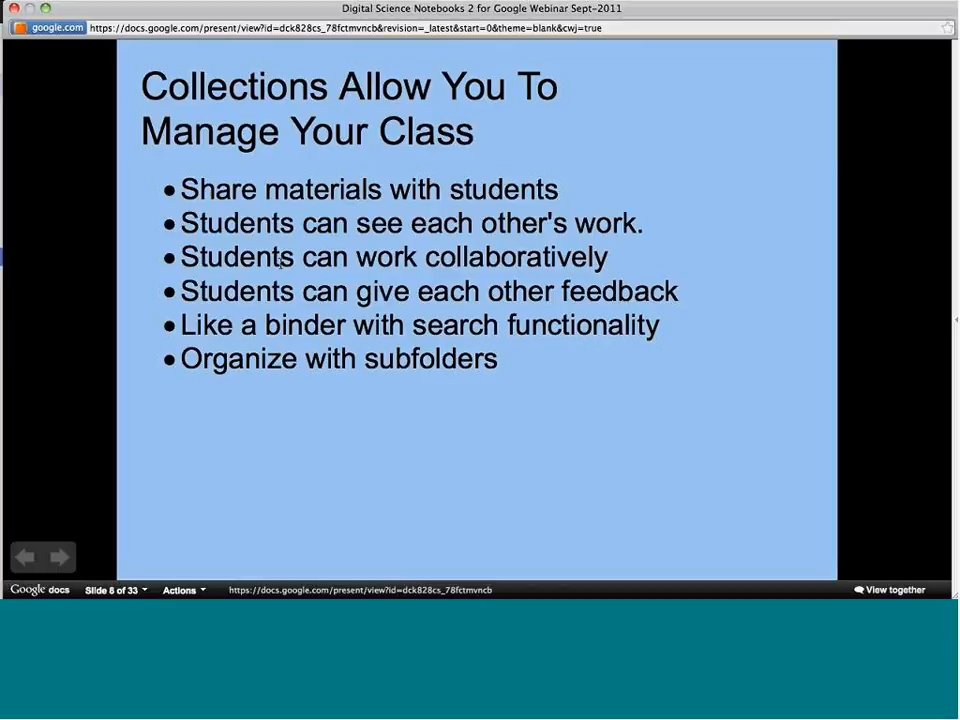 Digital Science Notebooks 2 for Google Webinar Sept-2011
google.com https://docs.google.com/present/view?id=dck828cs_78fctmvncb&revision=_latest&start=0&theme=blank&cwj=true
Collections Allow You To
Manage Your Class
• Share materials with students
• Students can see each other's work.
• Students can work collaboratively
• Students can give each other feedback
• Like a binder with search functionality
• Organize with subfolders
Google docs Slide 8 of 33 Actions https://docs.google.com/present/view?id=dck828cs_78fctmvncb View together